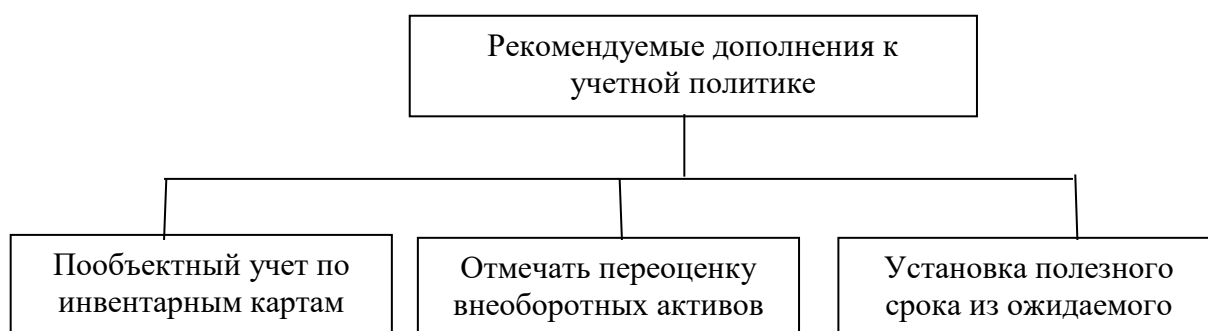 Рекомендуемые дополнения к
учетной политике
Пообъектный учет по
инвентарным картам
Отмечать переоценку
внеоборотных активов
Установка полезного
срока из ожидаемого